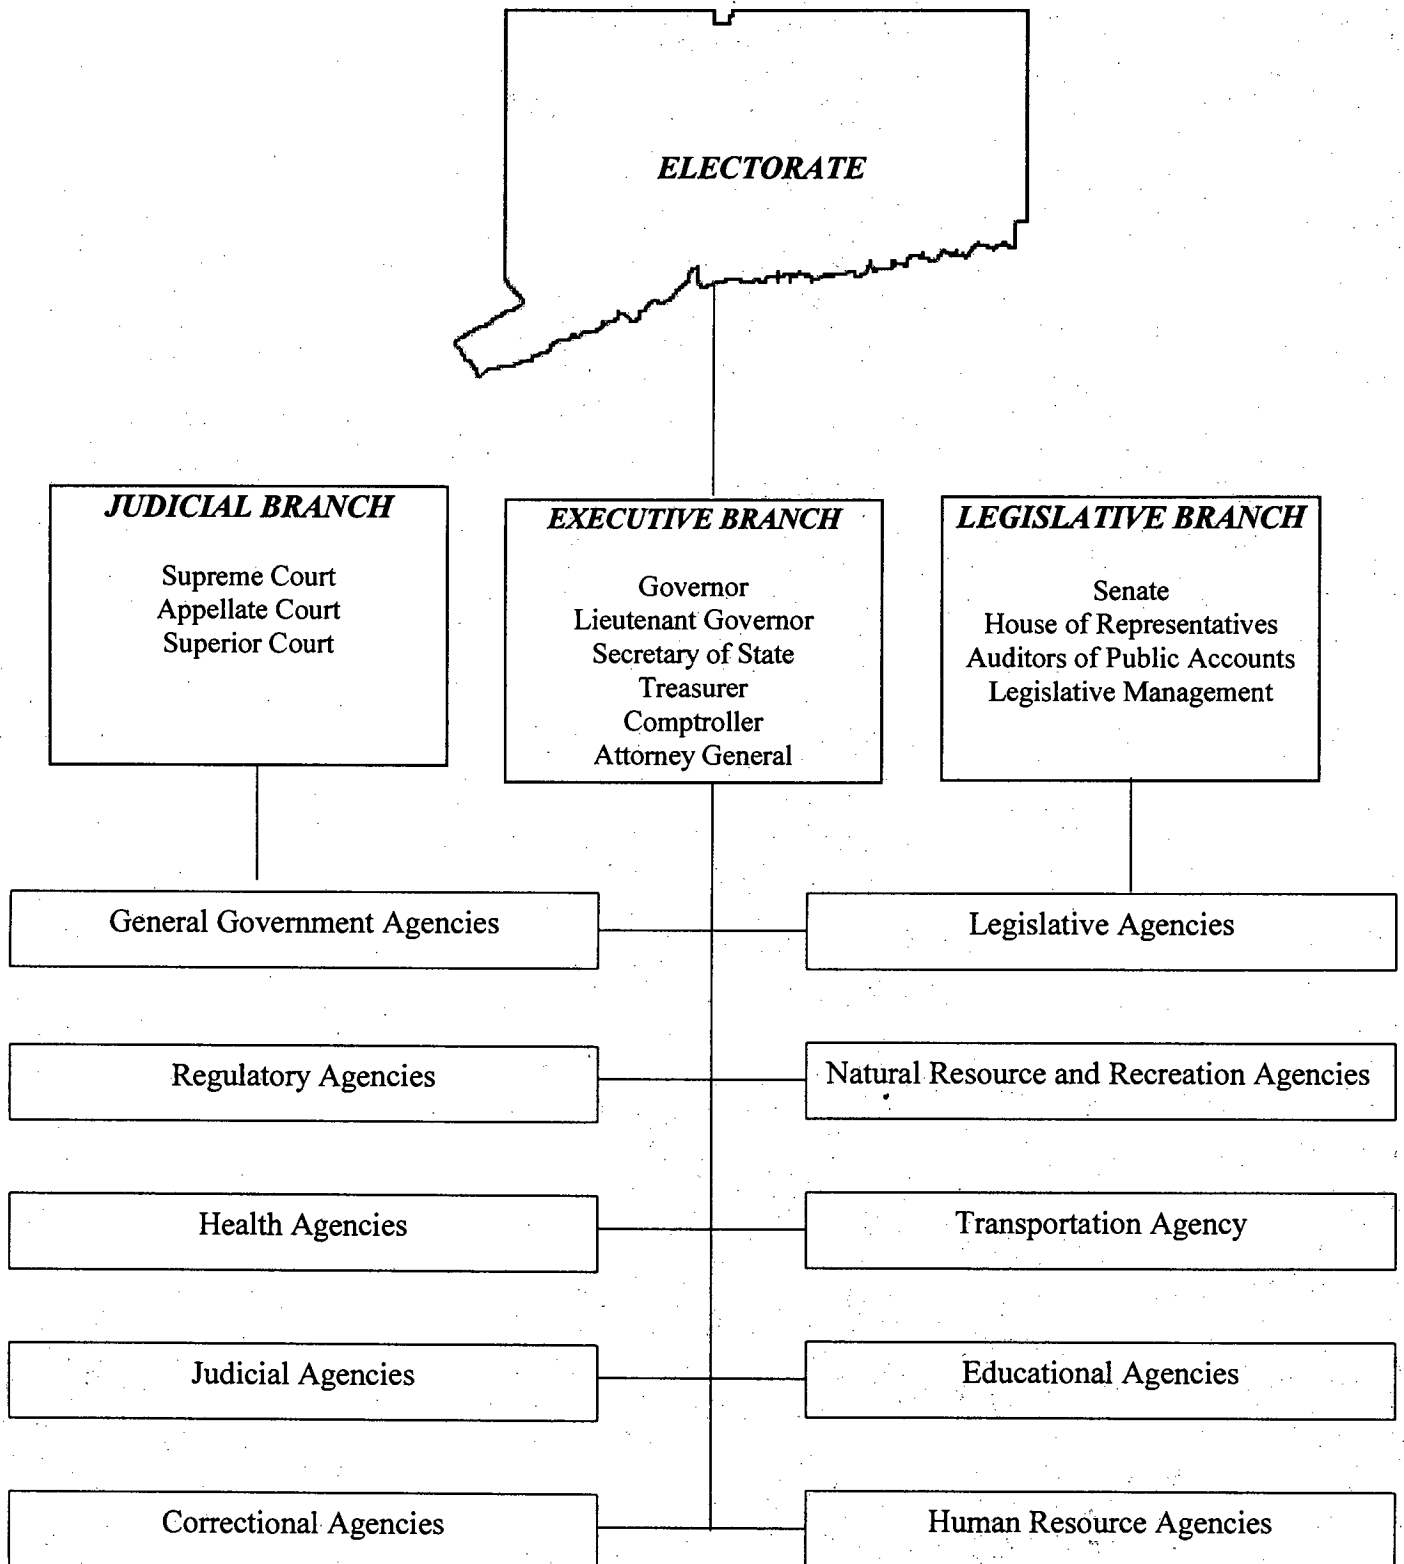 ELECTORATE
JUDICIAL BRANCH
Supreme Court
Appellate Court
Superior Court
EXECUTIVE BRANCH
Governor
Lieutenant Governor
Secretary of State
Treasurer
Comptroller
Attorney General
LEGISLATIVE BRANCH
Senate
House of Representatives
Auditors of Public Accounts
Legislative Management
General Government Agencies
Legislative Agencies
Regulatory Agencies
Natural Resource and Recreation Agencies
Health Agencies
Transportation Agency
Judicial Agencies
Educational Agencies
Correctional Agencies
Human Resource Agencies